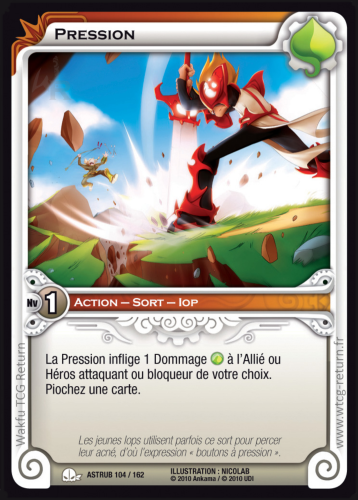 PRESSION
Nv 1 ACTION – SORT – IOP
La Pression inflige 1 Dommage à l'Allié ou
Héros attaquant ou bloqueur de votre choix.
Piochez une carte.
Les jeunes Iops utilisent parfois ce sort pour percer
leur acné, d'où l'expression « boutons à pression ».
ASTRUB 104 / 162
ILLUSTRATION : NICOLAB
© 2010 Ankama / © 2010 UDI
Wakfu TCG Return
www.wtcg-return.fr